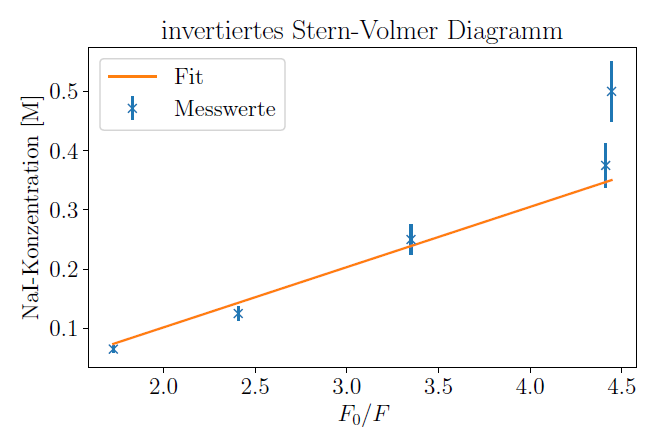 invertiertes Stern-Volmer Diagramm
Fit
Messwerte
NaI-Konzentration [M]
0.5
0.4
0.3
0.2
0.1
2.0 2.5 3.0 3.5 4.0 4.5
F₀/F